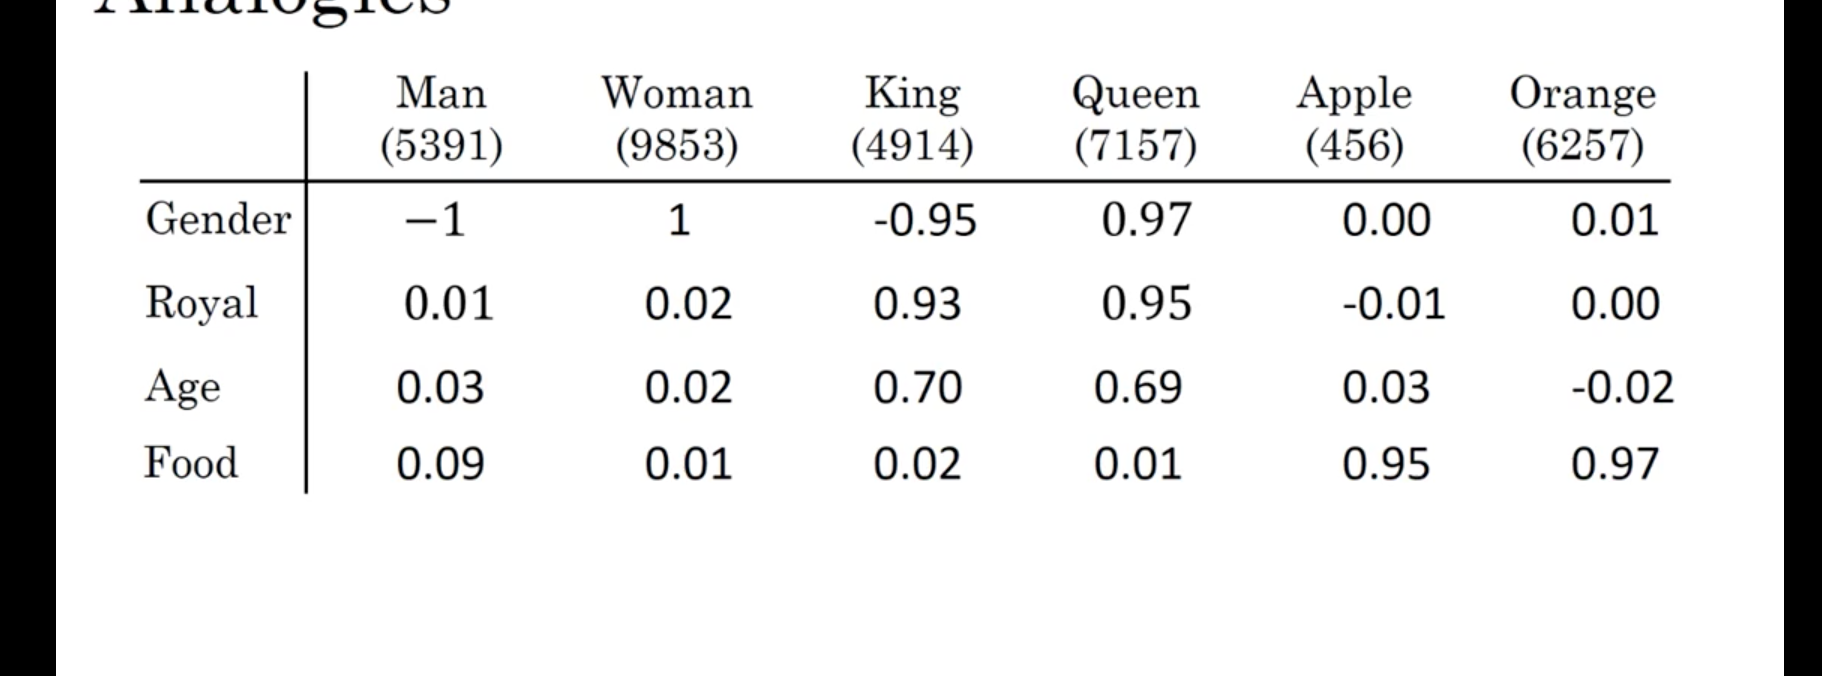 Analogies
Man Woman King Queen Apple Orange
(5391) (9853) (4914) (7157) (456) (6257)
Gender −1 1 -0.95 0.97 0.00 0.01
Royal 0.01 0.02 0.93 0.95 -0.01 0.00
Age 0.03 0.02 0.70 0.69 0.03 -0.02
Food 0.09 0.01 0.02 0.01 0.95 0.97